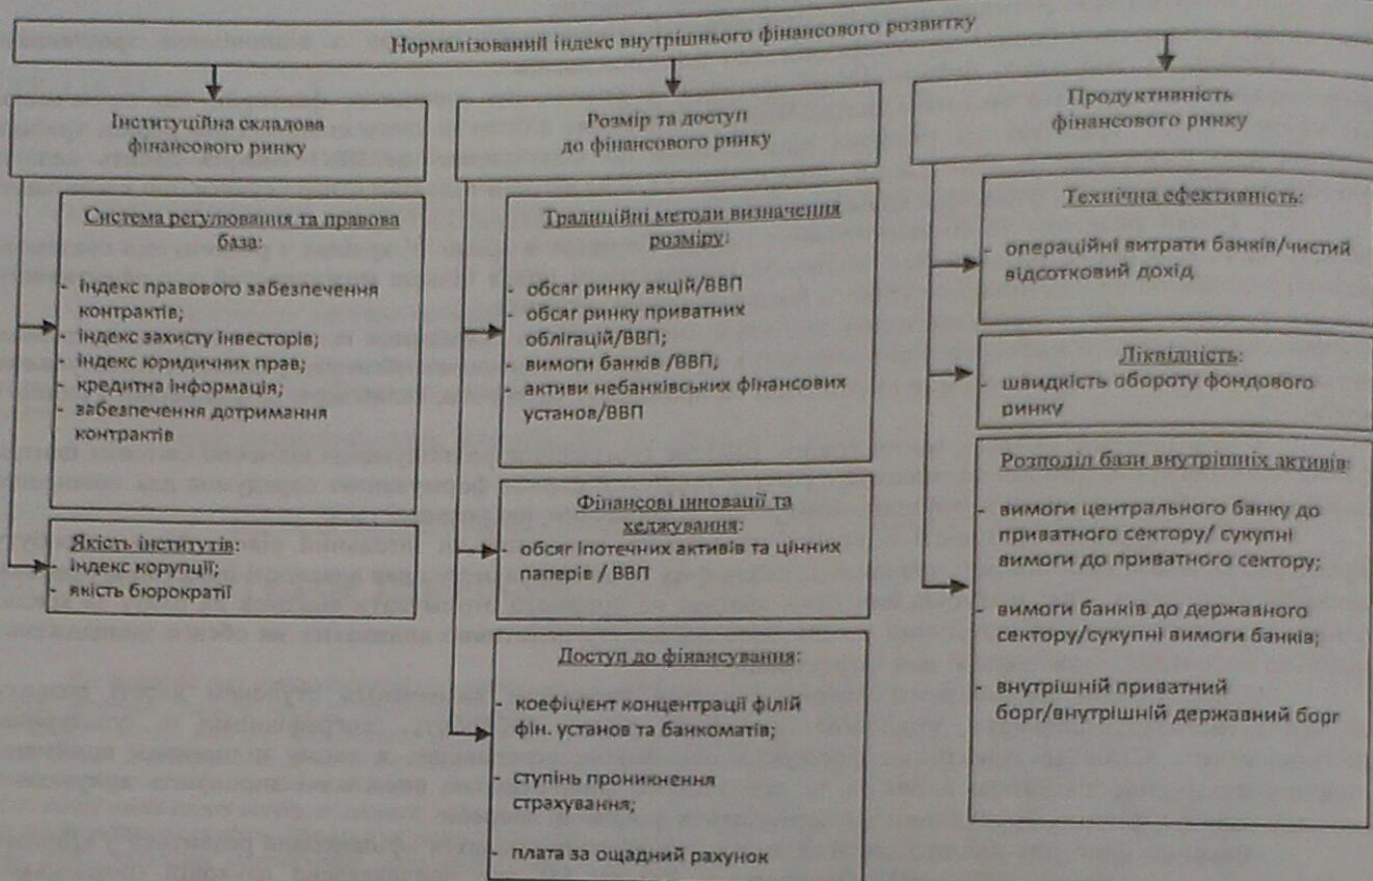 Нормалізований індекс внутрішнього фінансового розвитку
Інституційна складова
фінансового ринку
Система регулювання та правова
база:
- індекс правового забезпечення
контрактів;
- індекс захисту інвесторів;
- індекс юридичних прав;
- кредитна інформація;
- забезпечення дотримання
контрактів
Якість інститутів:
- індекс корупції;
- якість бюрократії
Розмір та доступ
до фінансового ринку
Традиційні методи визначення
розміру:
- обсяг ринку акцій/ВВП
- обсяг ринку приватних
облігацій/ВВП;
- вимоги банків /ВВП;
- активи небанківських фінансових
установ/ВВП
Фінансові інновації та
хеджування:
- обсяг іпотечних активів та цінних
паперів / ВВП
Доступ до фінансування:
- коефіцієнт концентрації філій
фін. установ та банкоматів;
- ступінь проникнення
страхування;
- плата за ощадний рахунок
Продуктивність
фінансового ринку
Технічна ефективність:
- операційні витрати банків/чистий
відсотковий дохід
Ліквідність:
- швидкість обороту фондового
ринку
Розподіл бази внутрішніх активів:
- вимоги центрального банку до
приватного сектору/ сукупні
вимоги до приватного сектору;
- вимоги банків до державного
сектору/сукупні вимоги банків;
- внутрішній приватний
борг/внутрішній державний борг